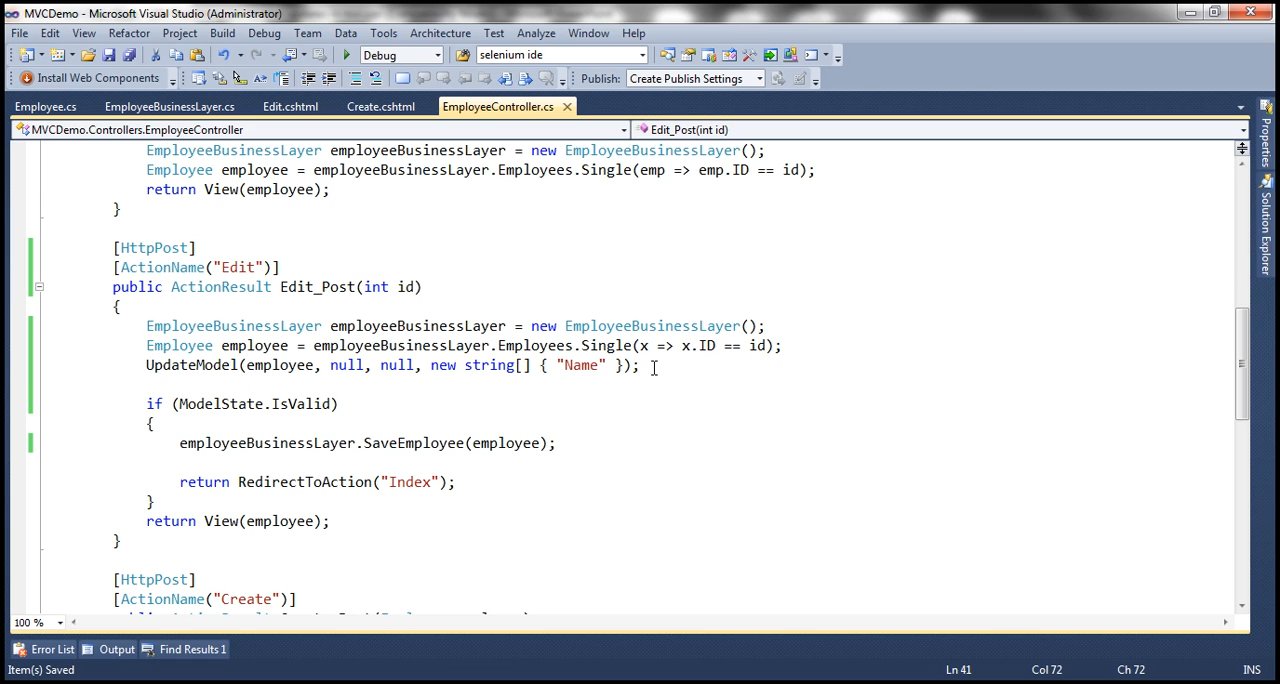 MVCDemo - Microsoft Visual Studio (Administrator)
File Edit View Refactor Project Build Debug Team Data Tools Architecture Test Analyze Window Help
Debug selenium ide
Install Web Components Publish: Create Publish Settings
Employee.cs EmployeeBusinessLayer.cs Edit.cshtml Create.cshtml EmployeeController.cs
MVCDemo.Controllers.EmployeeController Edit_Post(int id)
EmployeeBusinessLayer employeeBusinessLayer = new EmployeeBusinessLayer();
Employee employee = employeeBusinessLayer.Employees.Single(emp => emp.ID == id);
return View(employee);
}
[HttpPost]
[ActionName("Edit")]
public ActionResult Edit_Post(int id)
{
EmployeeBusinessLayer employeeBusinessLayer = new EmployeeBusinessLayer();
Employee employee = employeeBusinessLayer.Employees.Single(x => x.ID == id);
UpdateModel(employee, null, null, new string[] { "Name" });
if (ModelState.IsValid)
{
employeeBusinessLayer.SaveEmployee(employee);
return RedirectToAction("Index");
}
return View(employee);
}
[HttpPost]
[ActionName("Create")]
100 %
Error List Output Find Results 1
Item(s) Saved Ln 41 Col 72 Ch 72 INS
Properties
Solution Explorer